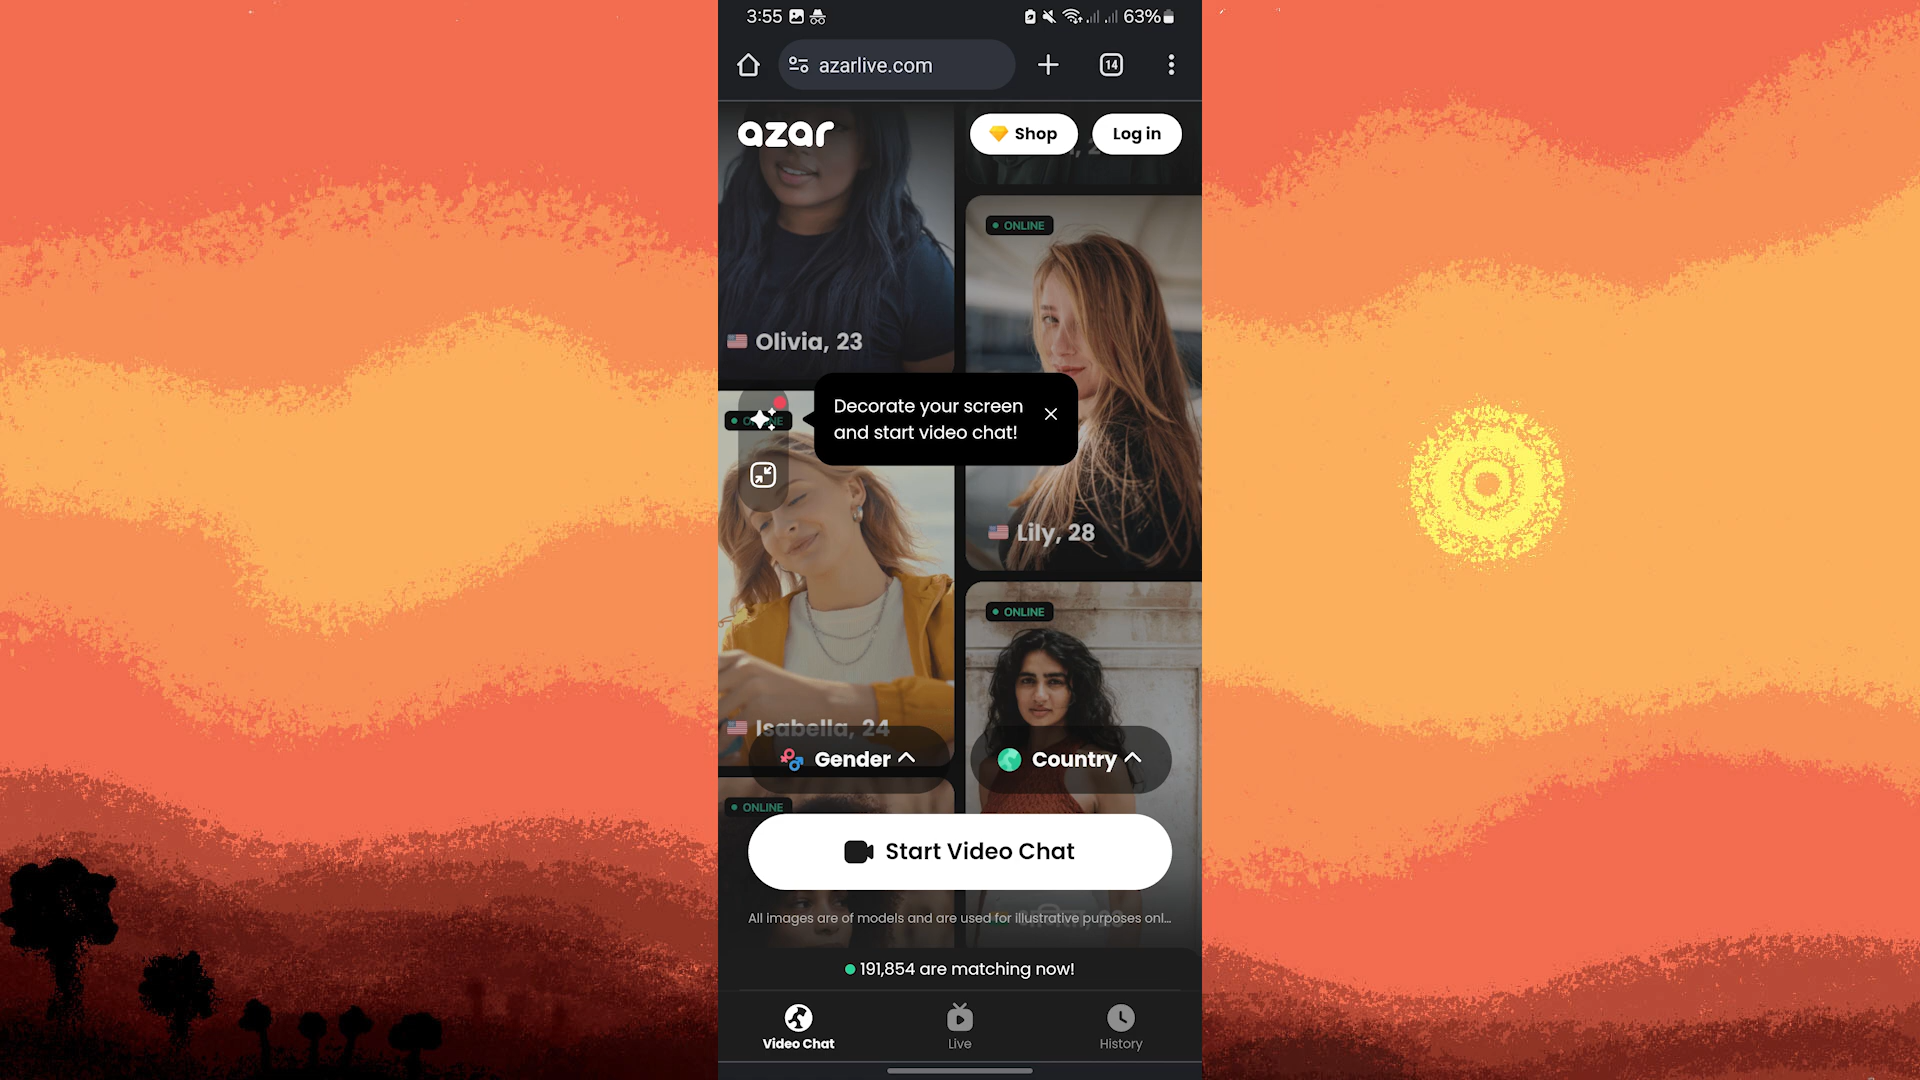 3:55
63%
azarlive.com
14
azar
Shop
Log in
ONLINE
Olivia, 23
Decorate your screen
and start video chat!
Lily, 28
ONLINE
Isabella, 24
Gender
Country
ONLINE
Start Video Chat
All images are of models and are used for illustrative purposes onl...
191,854 are matching now!
Video Chat
Live
History